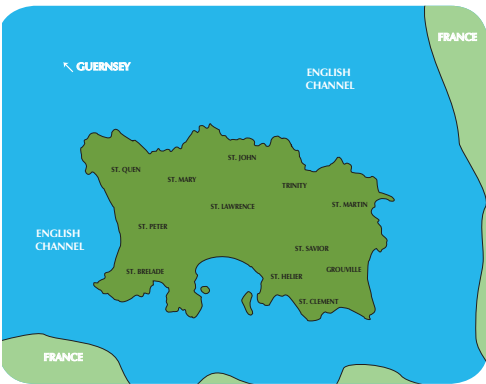 FRANCE
GUERNSEY
ENGLISH
CHANNEL
ST. JOHN
ST. QUEN
ST. MARY
TRINITY
ST. LAWRENCE
ST. MARTIN
ST. PETER
ENGLISH
CHANNEL
ST. SAVIOR
ST. BRELADE
ST. HELIER
GROUVILLE
ST. CLEMENT
FRANCE